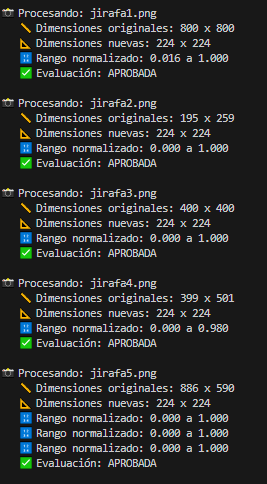 Procesando: jirafa1.png
Dimensiones originales: 800 x 800
Dimensiones nuevas: 224 x 224
Rango normalizado: 0.016 a 1.000
Evaluación: APROBADA
Procesando: jirafa2.png
Dimensiones originales: 195 x 259
Dimensiones nuevas: 224 x 224
Rango normalizado: 0.000 a 1.000
Evaluación: APROBADA
Procesando: jirafa3.png
Dimensiones originales: 400 x 400
Dimensiones nuevas: 224 x 224
Rango normalizado: 0.000 a 1.000
Evaluación: APROBADA
Procesando: jirafa4.png
Dimensiones originales: 399 x 501
Dimensiones nuevas: 224 x 224
Rango normalizado: 0.000 a 0.980
Evaluación: APROBADA
Procesando: jirafa5.png
Dimensiones originales: 886 x 590
Dimensiones nuevas: 224 x 224
Rango normalizado: 0.000 a 1.000
Rango normalizado: 0.000 a 1.000
Rango normalizado: 0.000 a 1.000
Evaluación: APROBADA